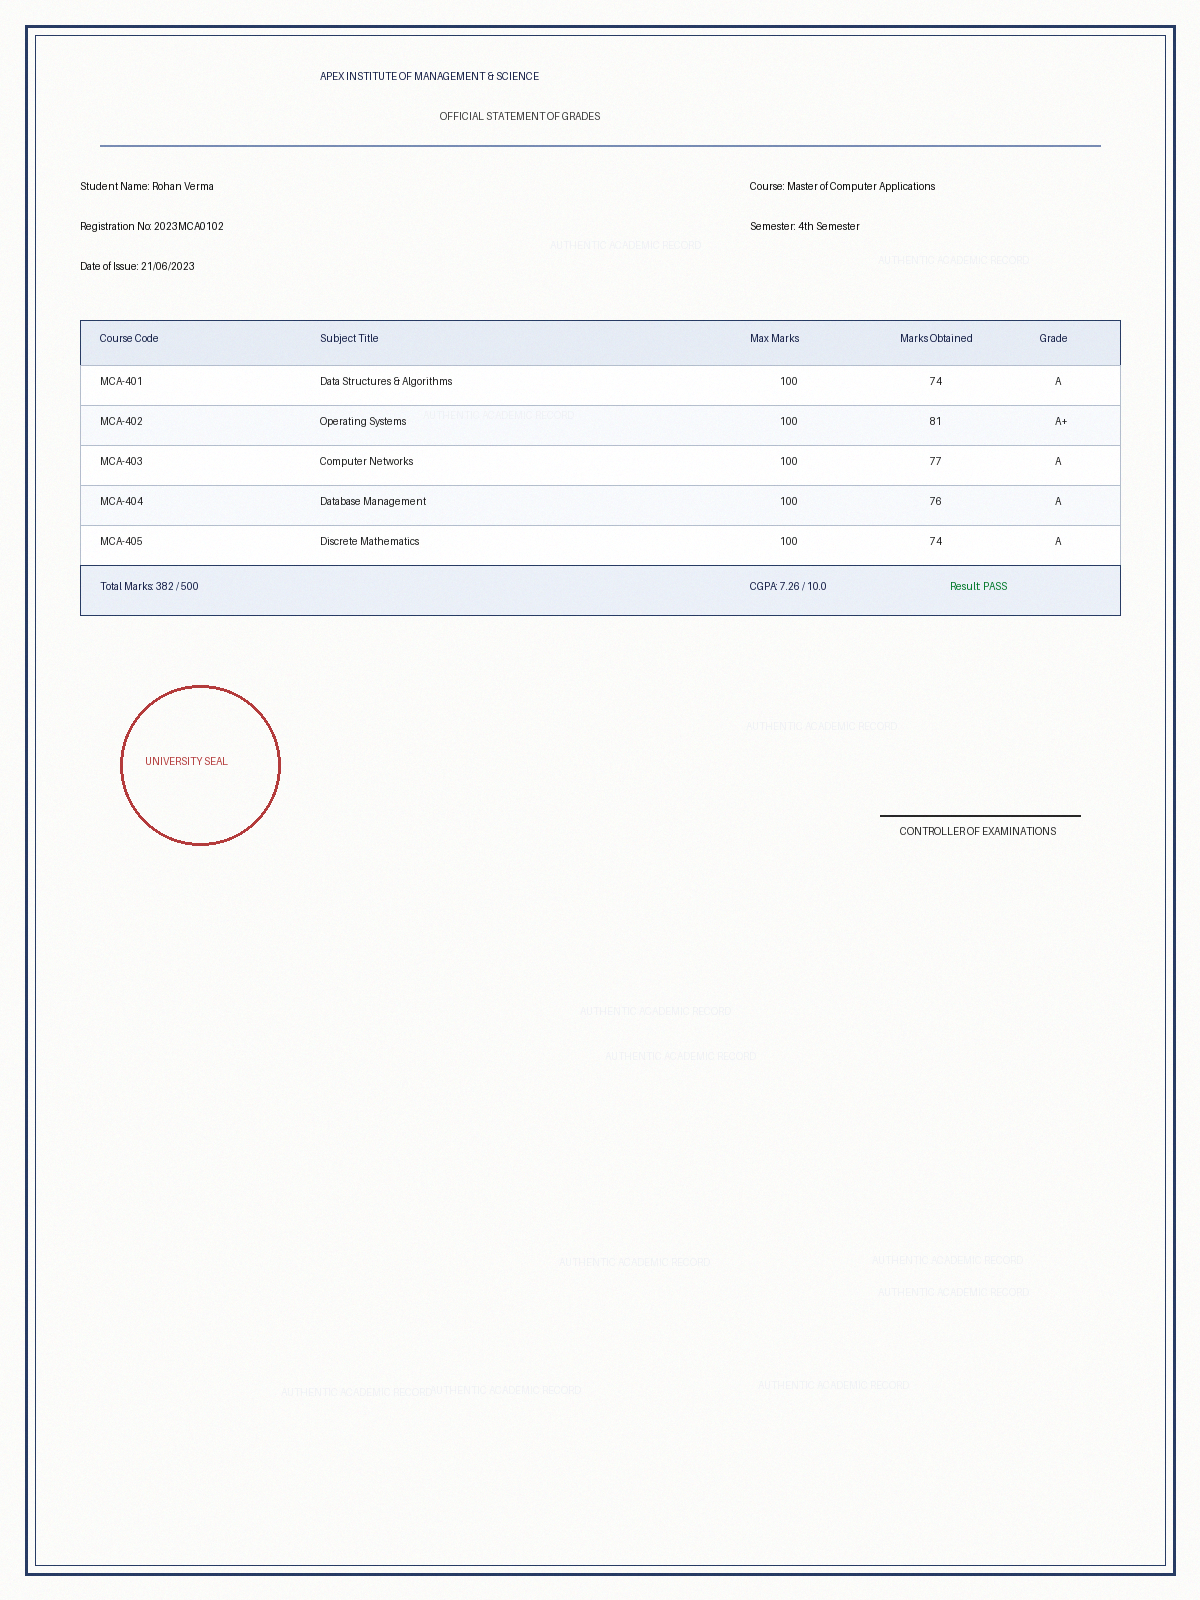 APEX INSTITUTE OF MANAGEMENT & SCIENCE
OFFICIAL STATEMENT OF GRADES
Student Name: Rohan Verma Course: Master of Computer Applications
Registration No: 2023MCA0102 Semester: 4th Semester
AUTHENTIC ACADEMIC RECORD
AUTHENTIC ACADEMIC RECORD
Date of Issue: 21/06/2023
Course Code Subject Title Max Marks Marks Obtained Grade
MCA-401 Data Structures & Algorithms 100 74 A
AUTHENTIC ACADEMIC RECORD
MCA-402 Operating Systems 100 81 A+
MCA-403 Computer Networks 100 77 A
MCA-404 Database Management 100 76 A
MCA-405 Discrete Mathematics 100 74 A
Total Marks: 382 / 500 CGPA: 7.26 / 10.0 Result: PASS
AUTHENTIC ACADEMIC RECORD
UNIVERSITY SEAL
CONTROLLER OF EXAMINATIONS
AUTHENTIC ACADEMIC RECORD
AUTHENTIC ACADEMIC RECORD
AUTHENTIC ACADEMIC RECORD AUTHENTIC ACADEMIC RECORD
AUTHENTIC ACADEMIC RECORD
AUTHENTIC ACADEMIC RECORD AUTHENTIC ACADEMIC RECORD AUTHENTIC ACADEMIC RECORD